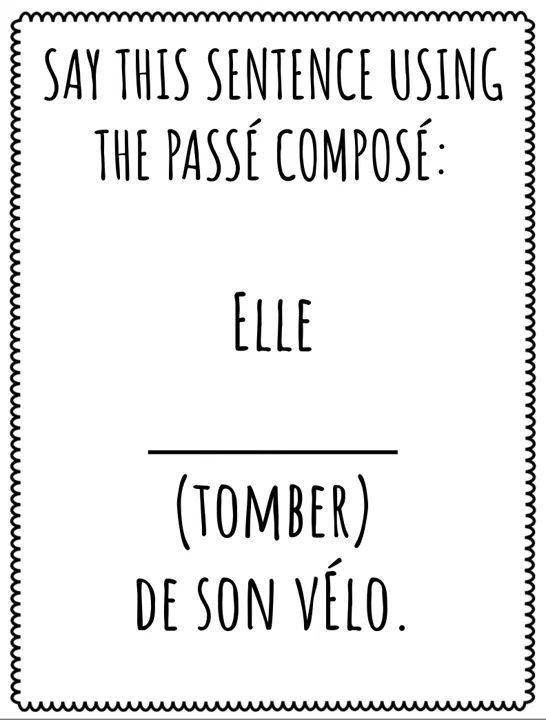 SAY THIS SENTENCE USING
THE PASSÉ COMPOSÉ:
ELLE
(TOMBER)
DE SON VÉLO.